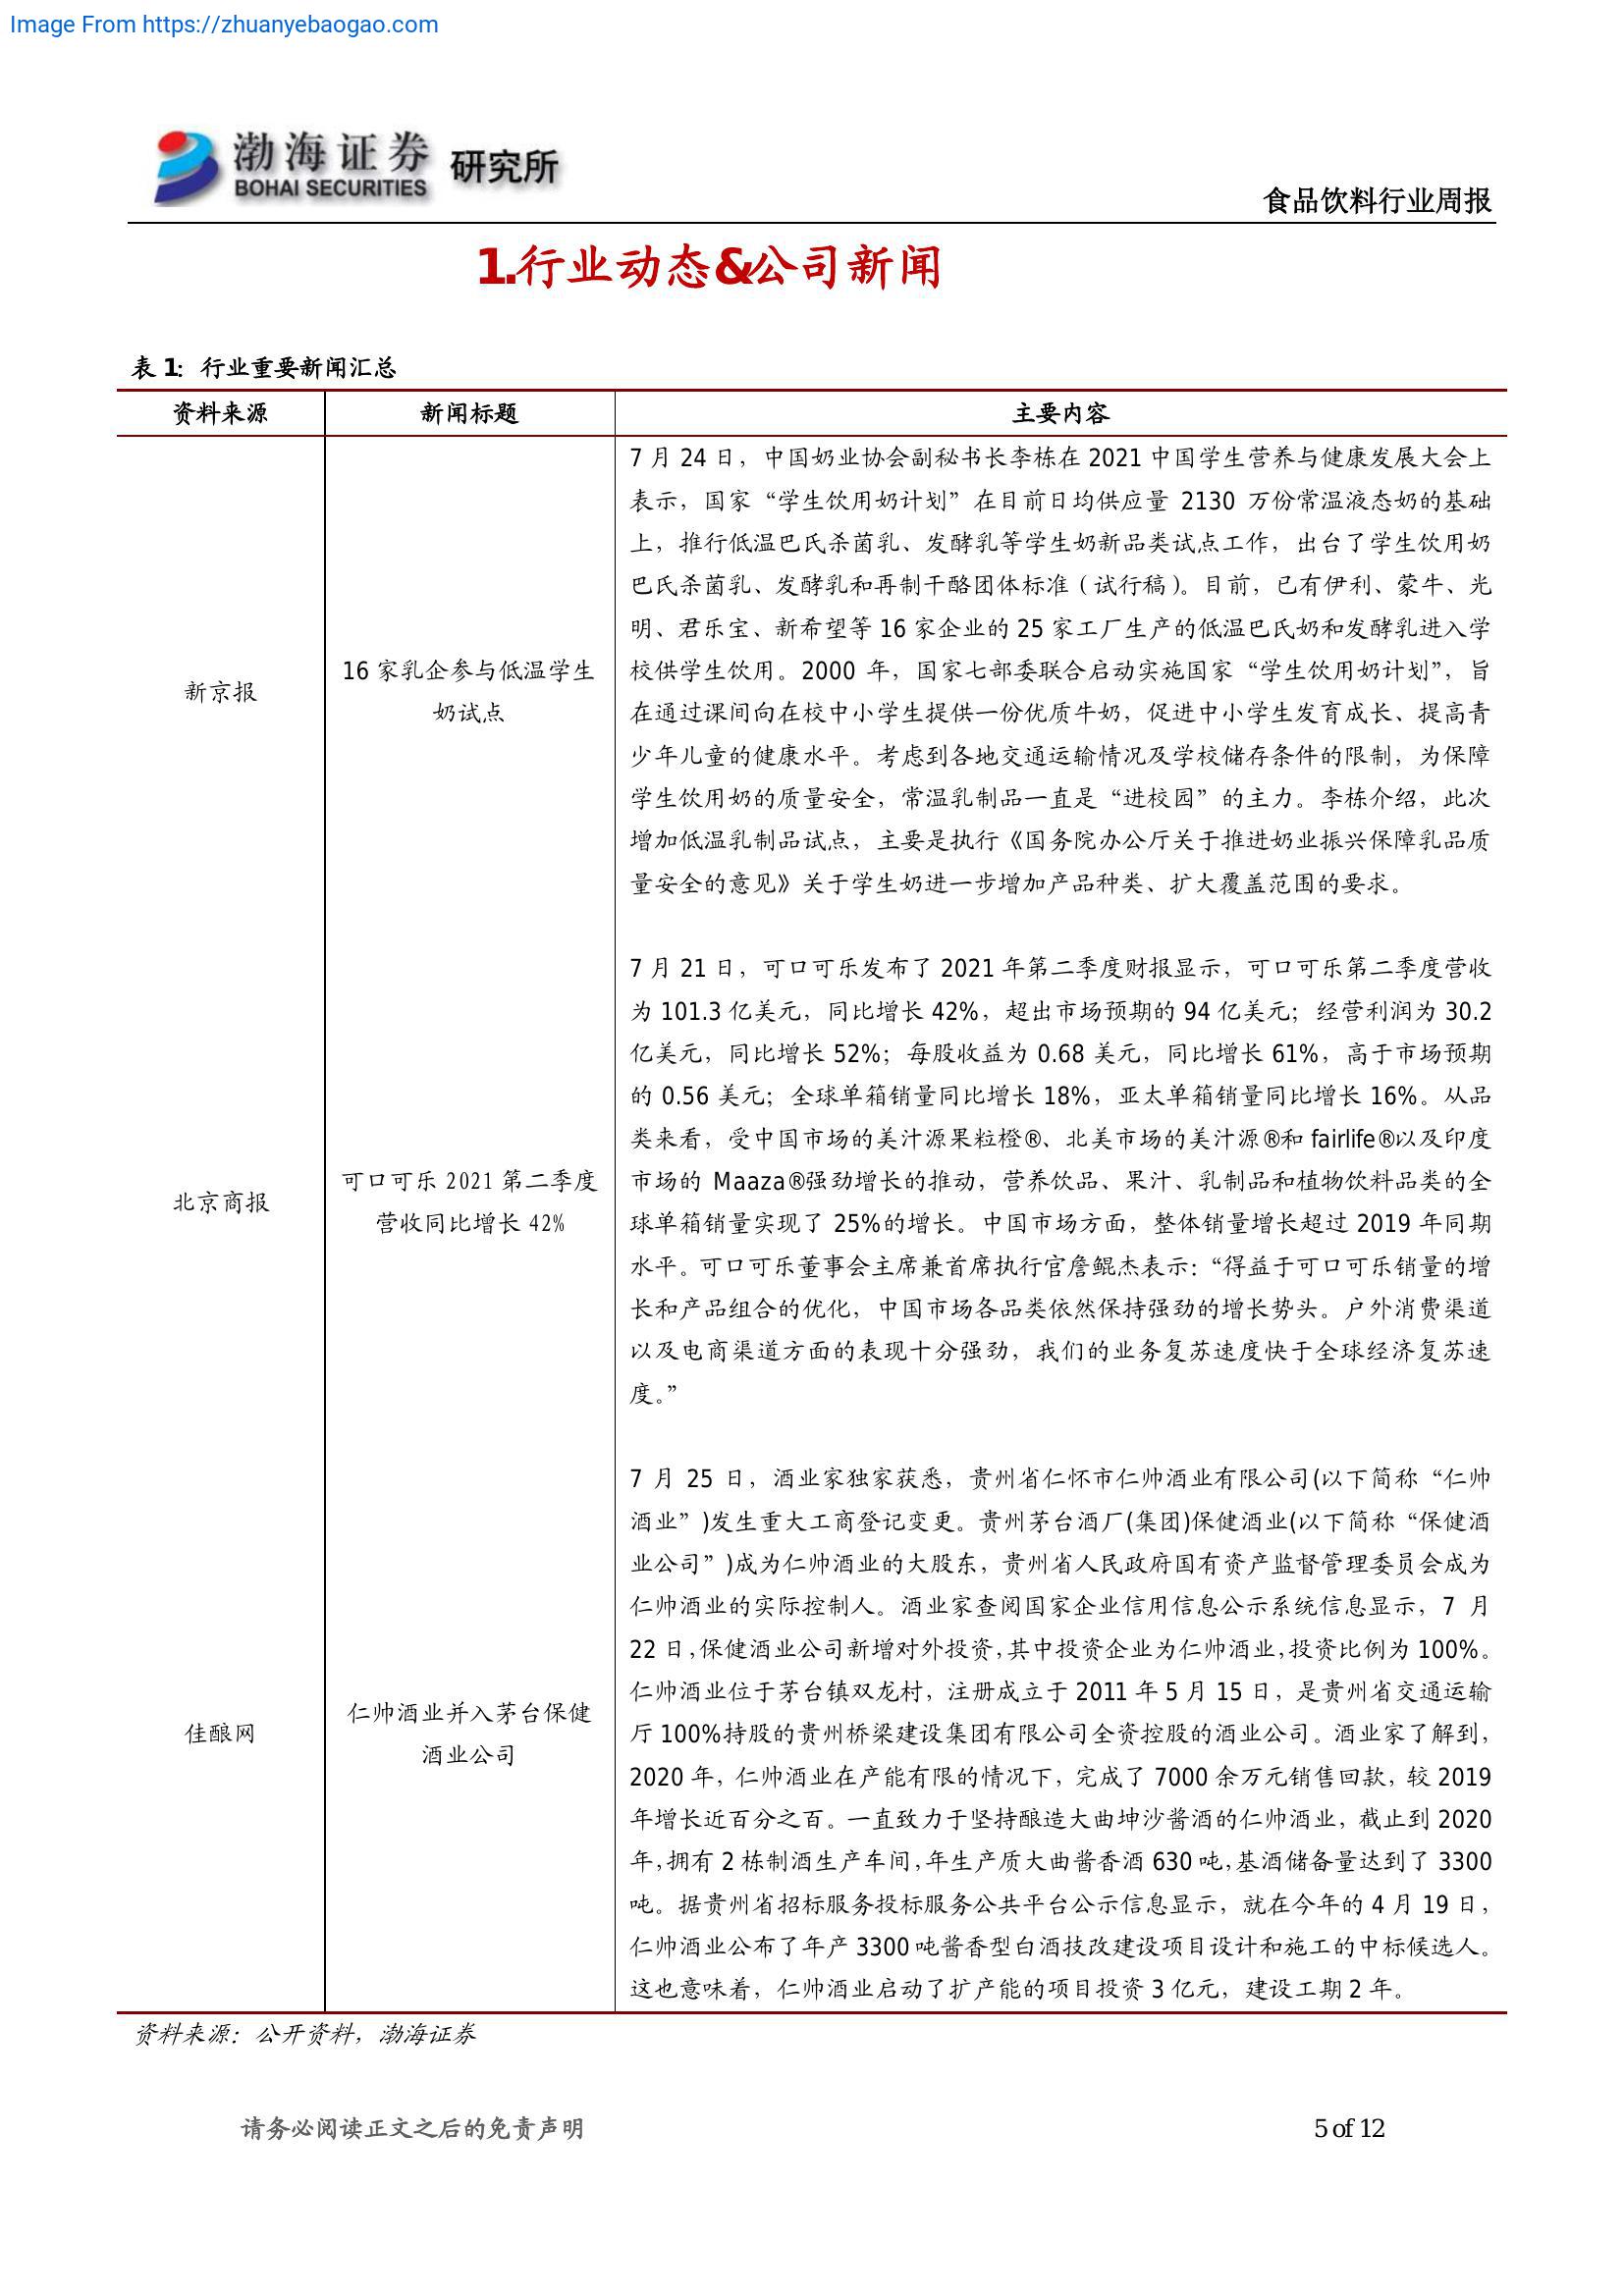 Image From https://zhuanyebaogao.com
渤海证券 研究所
BOHAI SECURITIES
食品饮料行业周报
1.行业动态&公司新闻
表 1: 行业重要新闻汇总
资料来源 新闻标题 主要内容
新京报
16 家乳企参与低温学生
奶试点
7 月 24 日，中国奶业协会副秘书长李栋在 2021 中国学生营养与健康发展大会上
表示，国家“学生饮用奶计划”在目前日均供应量 2130 万份常温液态奶的基础
上，推行低温巴氏杀菌乳、发酵乳等学生奶新品类试点工作，出台了学生饮用奶
巴氏杀菌乳、发酵乳和再制干酪团体标准（试行稿）。目前，已有伊利、蒙牛、光
明、君乐宝、新希望等 16 家企业的 25 家工厂生产的低温巴氏奶和发酵乳进入学
校供学生饮用。2000 年，国家七部委联合启动实施国家“学生饮用奶计划”，旨
在通过课间向在校中小学生提供一份优质牛奶，促进中小学生发育成长、提高青
少年儿童的健康水平。考虑到各地交通运输情况及学校储存条件的限制，为保障
学生饮用奶的质量安全，常温乳制品一直是“进校园”的主力。李栋介绍，此次
增加低温乳制品试点，主要是执行《国务院办公厅关于推进奶业振兴保障乳品质
量安全的意见》关于学生奶进一步增加产品种类、扩大覆盖范围的要求。
北京商报
可口可乐 2021 第二季度
营收同比增长 42%
7 月 21 日，可口可乐发布了 2021 年第二季度财报显示，可口可乐第二季度营收
为 101.3 亿美元，同比增长 42%，超出市场预期的 94 亿美元；经营利润为 30.2
亿美元，同比增长 52%；每股收益为 0.68 美元，同比增长 61%，高于市场预期
的 0.56 美元；全球单箱销量同比增长 18%，亚太单箱销量同比增长 16%。从品
类来看，受中国市场的美汁源果粒橙®、北美市场的美汁源®和 fairlife®以及印度
市场的 Maaza®强劲增长的推动，营养饮品、果汁、乳制品和植物饮料品类的全
球单箱销量实现了 25%的增长。中国市场方面，整体销量增长超过 2019 年同期
水平。可口可乐董事会主席兼首席执行官詹鲲杰表示：“得益于可口可乐销量的增
长和产品组合的优化，中国市场各品类依然保持强劲的增长势头。户外消费渠道
以及电商渠道方面的表现十分强劲，我们的业务复苏速度快于全球经济复苏速
度。”
佳酿网
仁帅酒业并入茅台保健
酒业公司
7 月 25 日，酒业家独家获悉，贵州省仁怀市仁帅酒业有限公司(以下简称“仁帅
酒业”)发生重大工商登记变更。贵州茅台酒厂(集团)保健酒业(以下简称“保健酒
业公司”)成为仁帅酒业的大股东，贵州省人民政府国有资产监督管理委员会成为
仁帅酒业的实际控制人。酒业家查阅国家企业信用信息公示系统信息显示，7 月
22 日，保健酒业公司新增对外投资，其中投资企业为仁帅酒业，投资比例为 100%。
仁帅酒业位于茅台镇双龙村，注册成立于 2011 年 5 月 15 日，是贵州省交通运输
厅 100%持股的贵州桥梁建设集团有限公司全资控股的酒业公司。酒业家了解到，
2020 年，仁帅酒业在产能有限的情况下，完成了 7000 余万元销售回款，较 2019
年增长近百分之百。一直致力于坚持酿造大曲坤沙酱酒的仁帅酒业，截止到 2020
年，拥有 2 栋制酒生产车间，年生产质大曲酱香酒 630 吨，基酒储备量达到了 3300
吨。据贵州省招标服务投标服务公共平台公示信息显示，就在今年的 4 月 19 日，
仁帅酒业公布了年产 3300 吨酱香型白酒技改建设项目设计和施工的中标候选人。
这也意味着，仁帅酒业启动了扩产能的项目投资 3 亿元，建设工期 2 年。
资料来源：公开资料，渤海证券
请务必阅读正文之后的免责声明 5 of 12